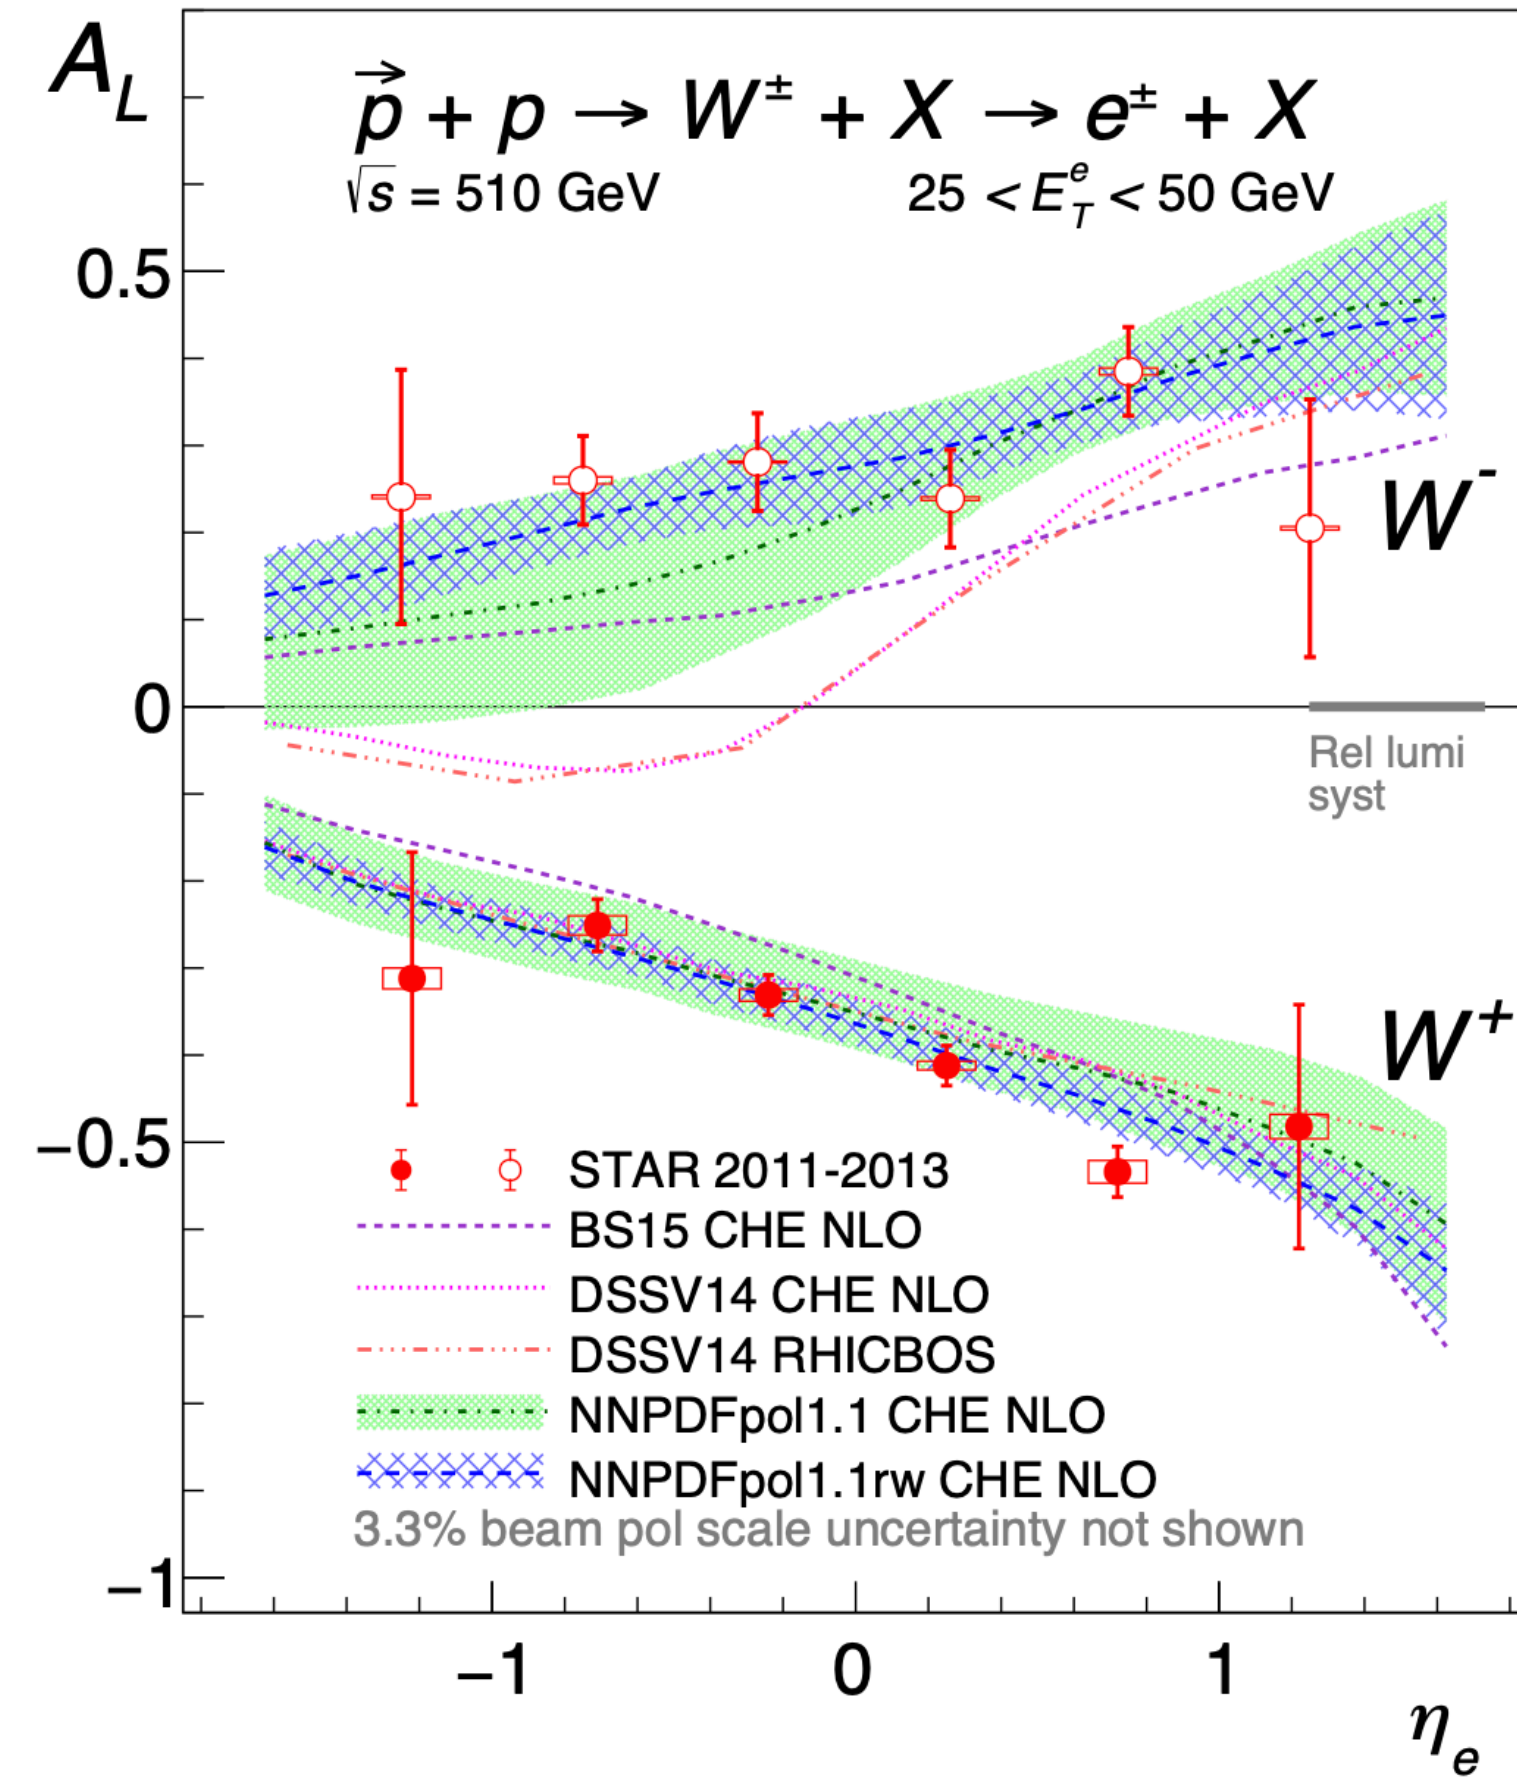 A_L
p⃗ + p → W^± + X → e^± + X
√s = 510 GeV
25 < E_T^e < 50 GeV
0.5
W^-
0
Rel lumi
syst
W^+
−0.5
STAR 2011-2013
BS15 CHE NLO
DSSV14 CHE NLO
DSSV14 RHICBOS
NNPDFpol1.1 CHE NLO
NNPDFpol1.1rw CHE NLO
3.3% beam pol scale uncertainty not shown
−1
−1 0 1
η_e